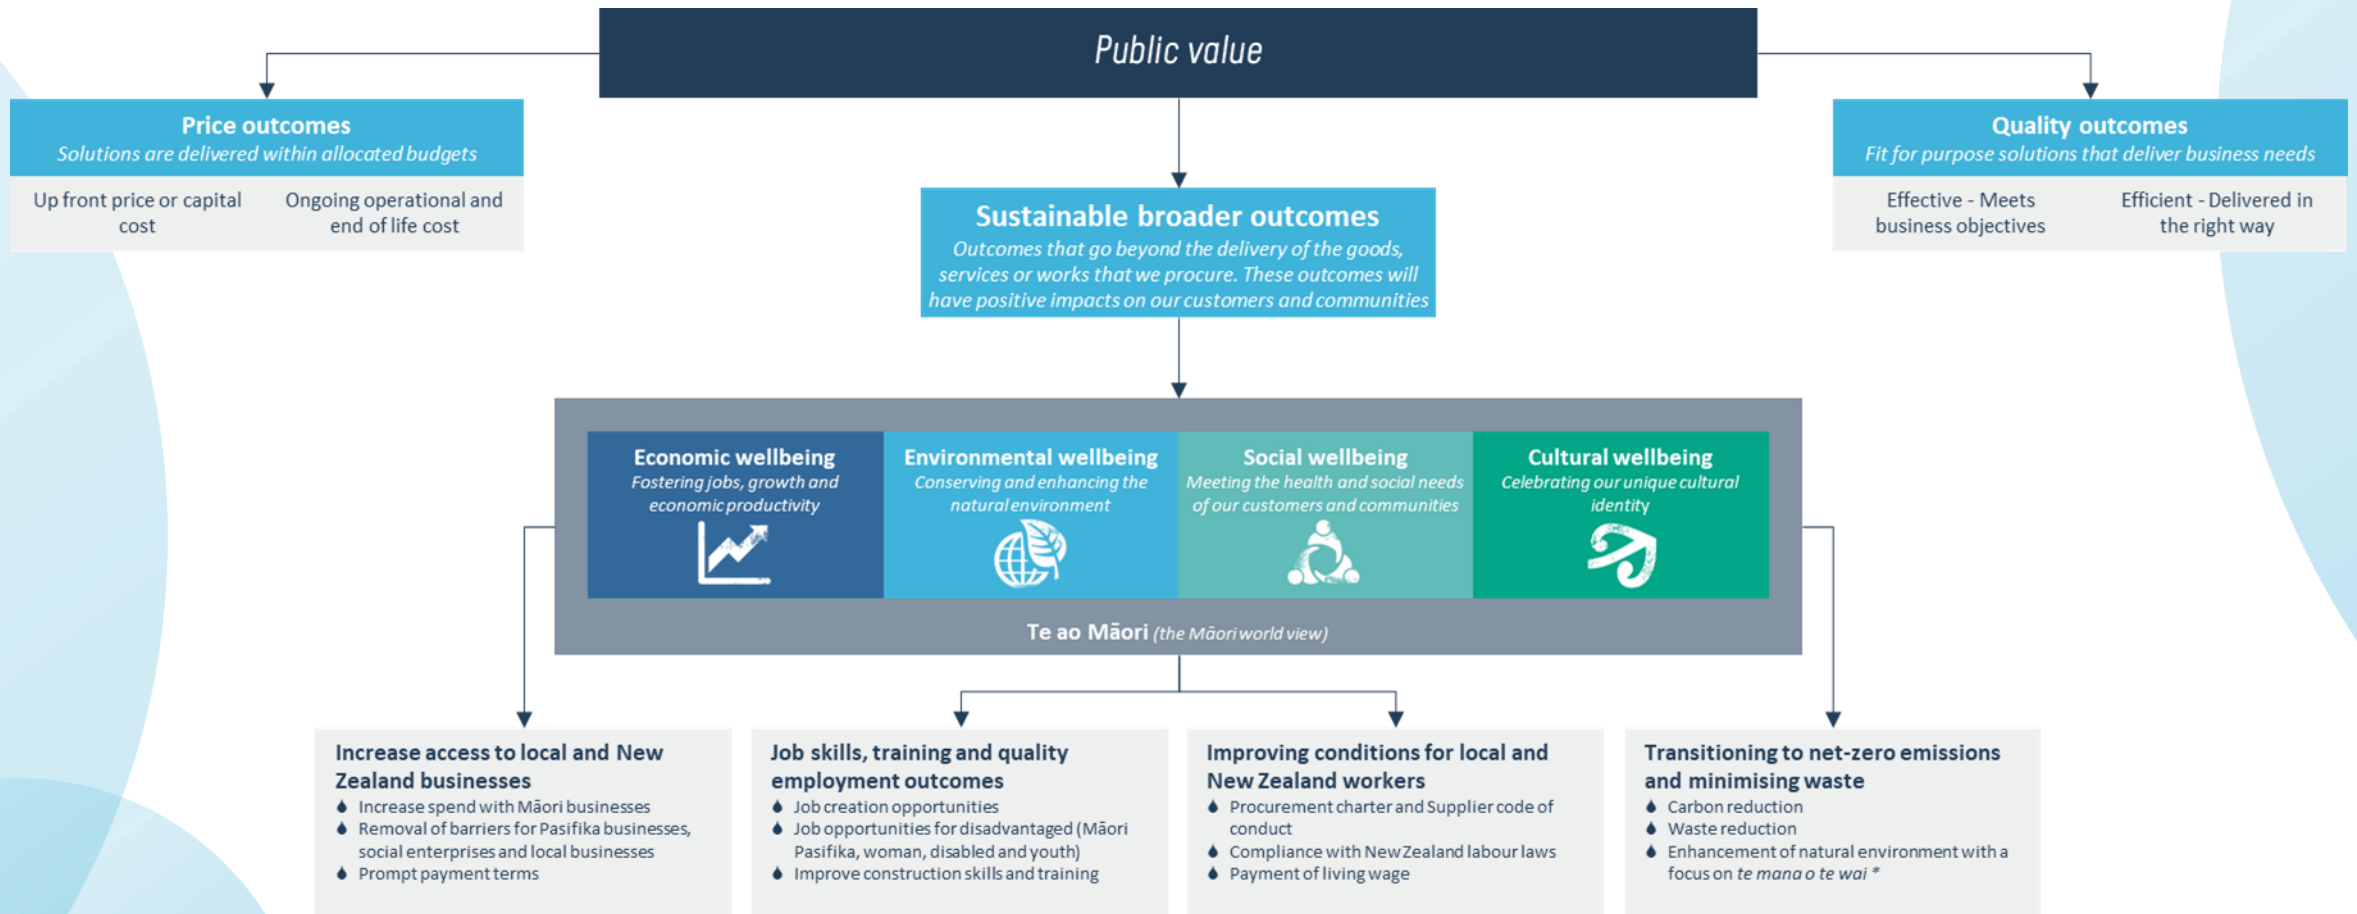 Public value
Price outcomes
Solutions are delivered within allocated budgets
Up front price or capital
cost
Ongoing operational and
end of life cost
Quality outcomes
Fit for purpose solutions that deliver business needs
Effective - Meets
business objectives
Efficient - Delivered in
the right way
Sustainable broader outcomes
Outcomes that go beyond the delivery of the goods,
services or works that we procure. These outcomes will
have positive impacts on our customers and communities
Economic wellbeing
Fostering jobs, growth and
economic productivity
Environmental wellbeing
Conserving and enhancing the
natural environment
Social wellbeing
Meeting the health and social needs
of our customers and communities
Cultural wellbeing
Celebrating our unique cultural
identity
Te ao Māori (the Māori world view)
Increase access to local and New
Zealand businesses
Increase spend with Māori businesses
Removal of barriers for Pasifika businesses,
social enterprises and local businesses
Prompt payment terms
Job skills, training and quality
employment outcomes
Job creation opportunities
Job opportunities for disadvantaged (Māori
Pasifika, woman, disabled and youth)
Improve construction skills and training
Improving conditions for local and
New Zealand workers
Procurement charter and Supplier code of
conduct
Compliance with New Zealand labour laws
Payment of living wage
Transitioning to net-zero emissions
and minimising waste
Carbon reduction
Waste reduction
Enhancement of natural environment with a
focus on te mana o te wai *